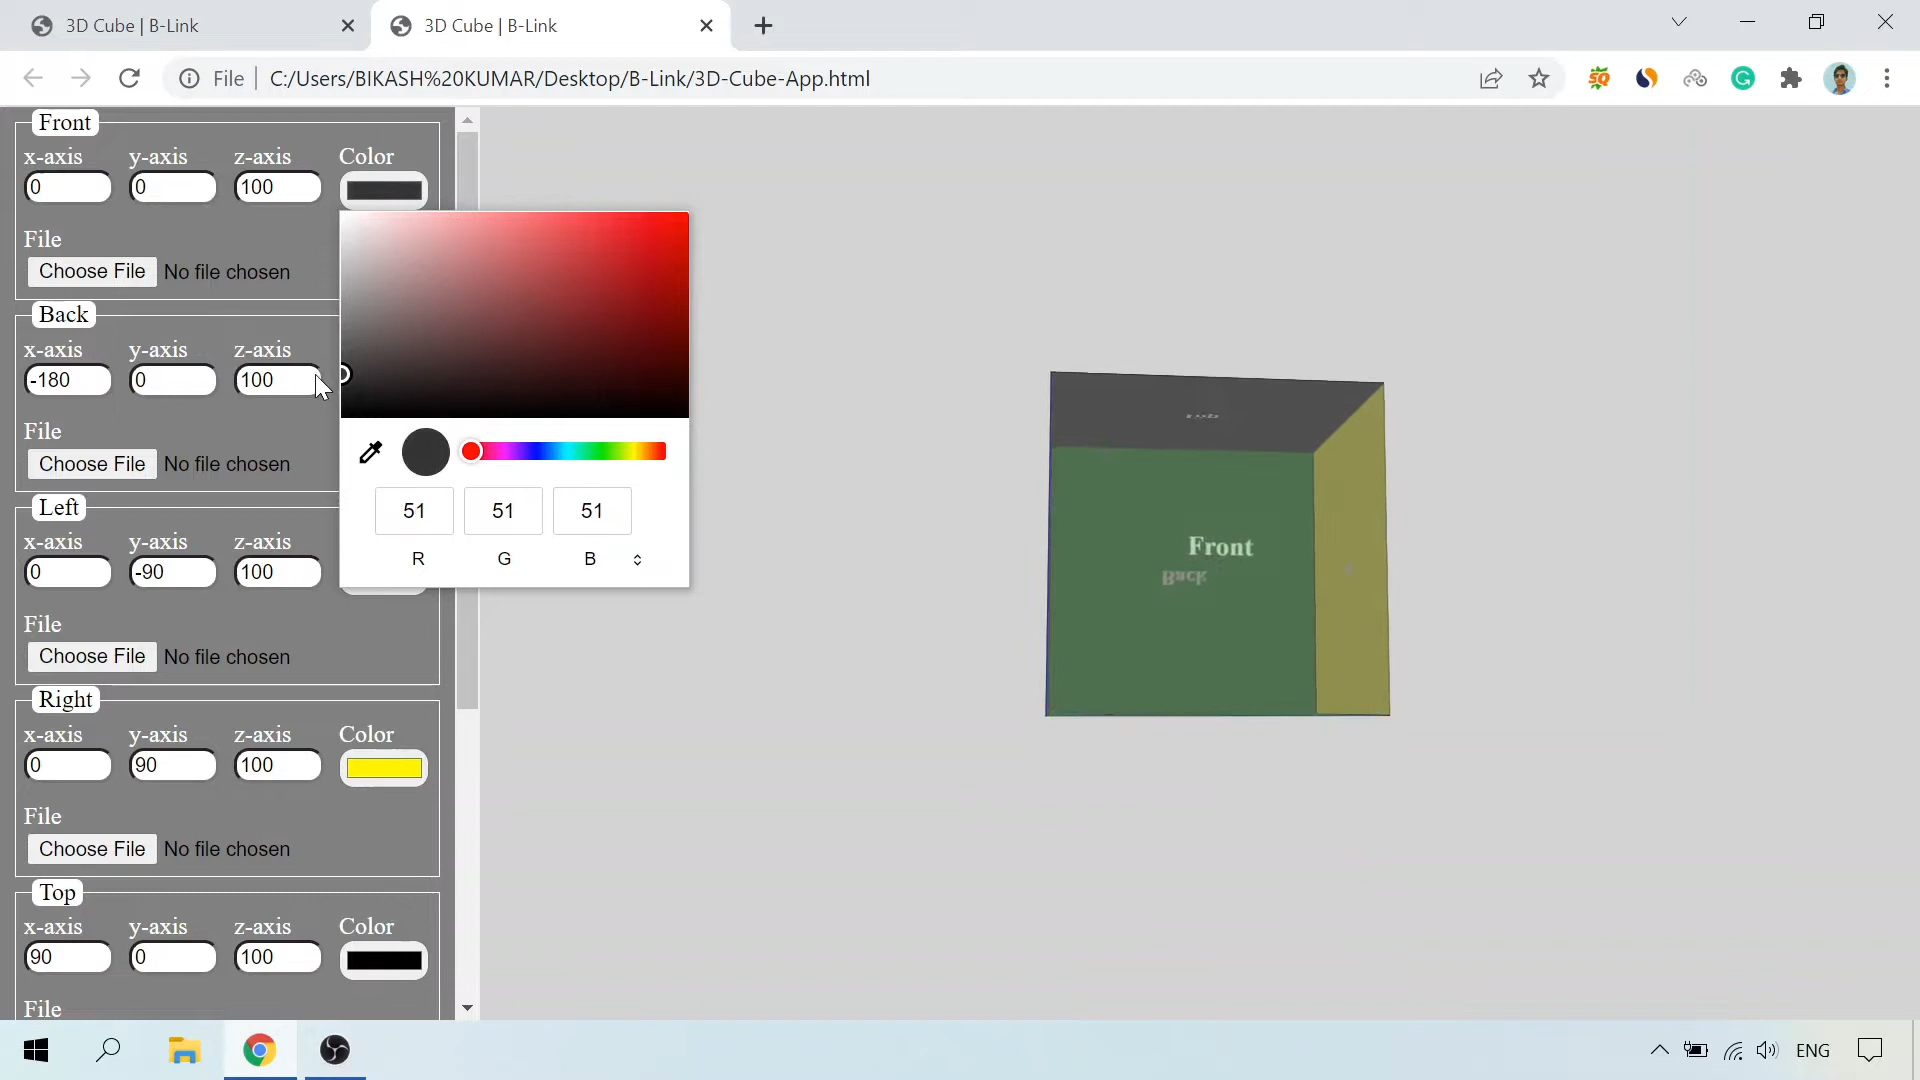 3D Cube | B-Link
3D Cube | B-Link
File
C:/Users/BIKASH%20KUMAR/Desktop/B-Link/3D-Cube-App.html
Front
x-axis y-axis z-axis Color
0 0 100
File
Choose File No file chosen
Back
x-axis y-axis z-axis
-180 0 100
File
Choose File No file chosen
Left
x-axis y-axis z-axis
0 -90 100
File
Choose File No file chosen
Right
x-axis y-axis z-axis Color
0 90 100
File
Choose File No file chosen
Top
x-axis y-axis z-axis Color
90 0 100
File
51 51 51
R G B
Front
Back
ENG